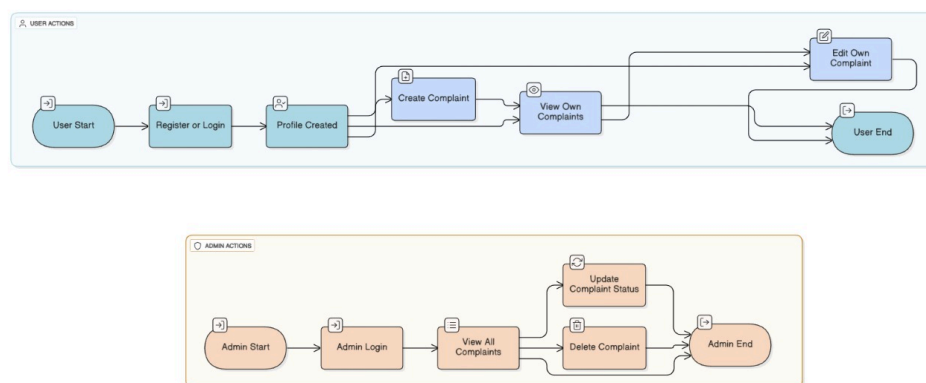 USER ACTIONS
Edit Own
Complaint
Create Complaint
View Own
Complaints
User Start
Register or Login
Profile Created
User End
ADMIN ACTIONS
Update
Complaint Status
Admin Start
Admin Login
View All
Complaints
Delete Complaint
Admin End